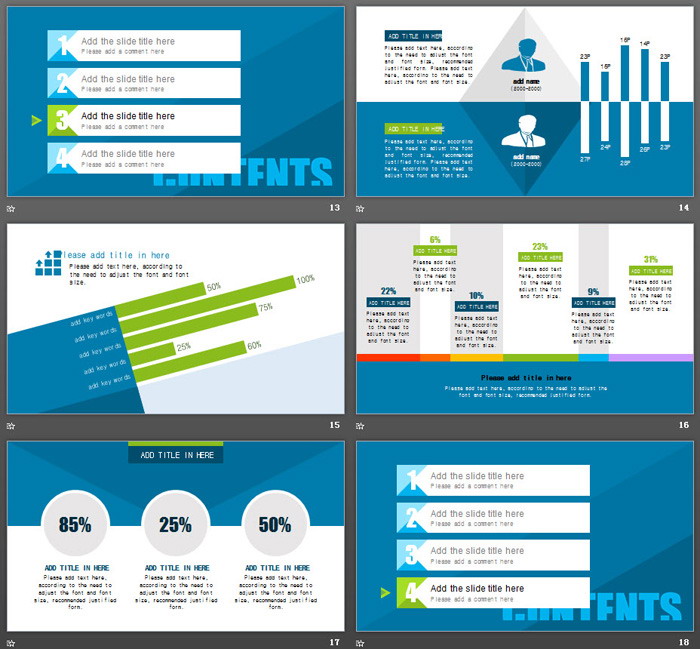 1 Add the slide title here
Please add a comment here
2 Add the slide title here
Please add a comment here
3 Add the slide title here
Please add a comment here
4 Add the slide title here
Please add a comment here
CONTENTS
13
ADD TITLE IN HERE
Please add text here, according
to the need to adjust the font
and font size, recommended
justified form. Please add text
here, according to the need to
adjust the font and font size.
ADD TITLE IN HERE
Please add text here, according
to the need to adjust the font
and font size, recommended
justified form. Please add text
here, according to the need to
adjust the font and font size.
add name
(2000-2000)
add name
(2000-2000)
23P
15P
14P
23P
27P
24P
25P
26P
23P
14
lease add title in here
Please add text here, according to
the need to adjust the font and font
size.
add key words
add key words
add key words
add key words
add key words
50%
100%
75%
25%
60%
15
22%
ADD TITLE HERE
Please add text
here, according
to the need to
adjust the font
and font size.
6%
ADD TITLE HERE
Please add text
here, according
to the need to
adjust the font
and font size.
10%
ADD TITLE HERE
Please add text
here, according
to the need to
adjust the font
and font size.
23%
ADD TITLE HERE
Please add text
here, according
to the need to
adjust the font
and font size.
9%
ADD TITLE HERE
Please add text
here, according
to the need to
adjust the font
and font size.
31%
ADD TITLE HERE
Please add text
here, according
to the need to
adjust the font
and font size.
Please add title in here
Please add text here, according to the need to adjust the
font and font size, recommended justified form.
16
ADD TITLE IN HERE
85%
25%
50%
ADD TITLE IN HERE
Please add text here,
according to the need to
adjust the font and font
size, recommended justified
form.
ADD TITLE IN HERE
Please add text here,
according to the need to
adjust the font and font
size, recommended justified
form.
ADD TITLE IN HERE
Please add text here,
according to the need to
adjust the font and font
size, recommended justified
form.
17
1 Add the slide title here
Please add a comment here
2 Add the slide title here
Please add a comment here
3 Add the slide title here
Please add a comment here
4 Add the slide title here
Please add a comment here
CONTENTS
18